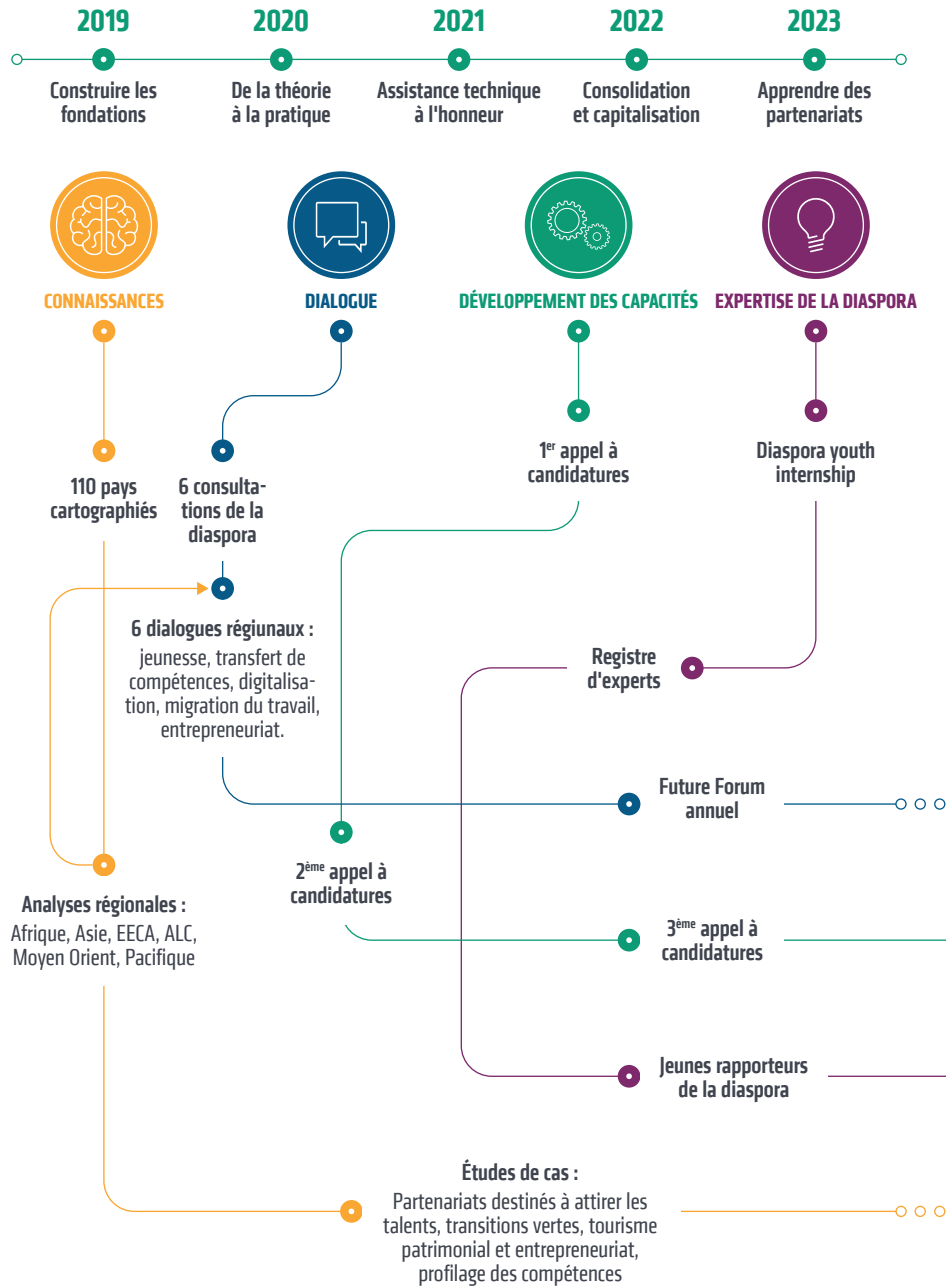 2019
2020
2021
2022
2023
Construire les
fondations
De la théorie
à la pratique
Assistance technique
à l'honneur
Consolidation
et capitalisation
Apprendre des
partenariats
CONNAISSANCES
DIALOGUE
DÉVELOPPEMENT DES CAPACITÉS
EXPERTISE DE LA DIASPORA
110 pays
cartographiés
6 consulta-
tions de la
diaspora
1er appel à
candidatures
Diaspora youth
internship
6 dialogues régiunaux :
jeunesse, transfert de
compétences, digitalisa-
tion, migration du travail,
entrepreneuriat.
Registre
d'experts
Future Forum
annuel
2ème appel à
candidatures
Analyses régionales :
Afrique, Asie, EECA, ALC,
Moyen Orient, Pacifique
3ème appel à
candidatures
Jeunes rapporteurs
de la diaspora
Études de cas :
Partenariats destinés à attirer les
talents, transitions vertes, tourisme
patrimonial et entrepreneuriat,
profilage des compétences